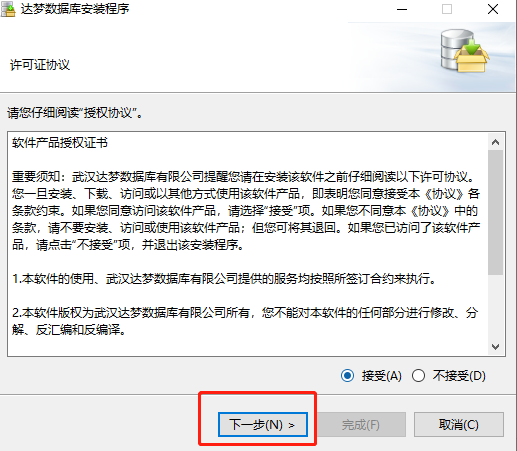 达梦数据库安装程序
许可证协议
请您仔细阅读“授权协议”。
软件产品授权证书
重要须知：武汉达梦数据库有限公司提醒您请在安装该软件之前仔细阅读以下许可协议。
您一旦安装、下载、访问或以其他方式使用该软件产品，即表明您同意接受本《协议》各
条款约束。如果您同意访问该软件产品，请选择“接受”项。如果您不同意本《协议》中的
条款，请不要安装、访问或使用该软件产品；但您可将其退回。如果您已访问了该软件产
品，请点击“不接受”项，并退出该安装程序。
1.本软件的使用、武汉达梦数据库有限公司提供的服务均按照所签订合约来执行。
2.本软件版权为武汉达梦数据库有限公司所有，您不能对本软件的任何部分进行修改、分
解、反汇编和反编译。
接受(A) 不接受(D)
下一步(N) > 完成(F) 取消(C)